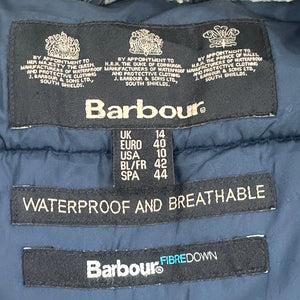 BY APPOINTMENT TO
HER MAJESTY THE QUEEN
MANUFACTURERS OF WATERPROOF
AND PROTECTIVE CLOTHING
J. BARBOUR & SONS LTD
SOUTH SHIELDS
BY APPOINTMENT TO
H.R.H. THE DUKE OF EDINBURGH
MANUFACTURERS OF WATERPROOF
AND PROTECTIVE CLOTHING
J. BARBOUR & SONS LTD.
SOUTH SHIELDS
BY APPOINTMENT TO
H.R.H. THE PRINCE OF WALES
MANUFACTURERS OF WATERPROOF
AND PROTECTIVE CLOTHING
J. BARBOUR & SONS LTD
SOUTH SHIELDS
Barbour®
UK 14
EURO 40
USA 10
BL/FR 42
SPA 44
WATERPROOF AND BREATHABLE
Barbour® FIBREDOWN